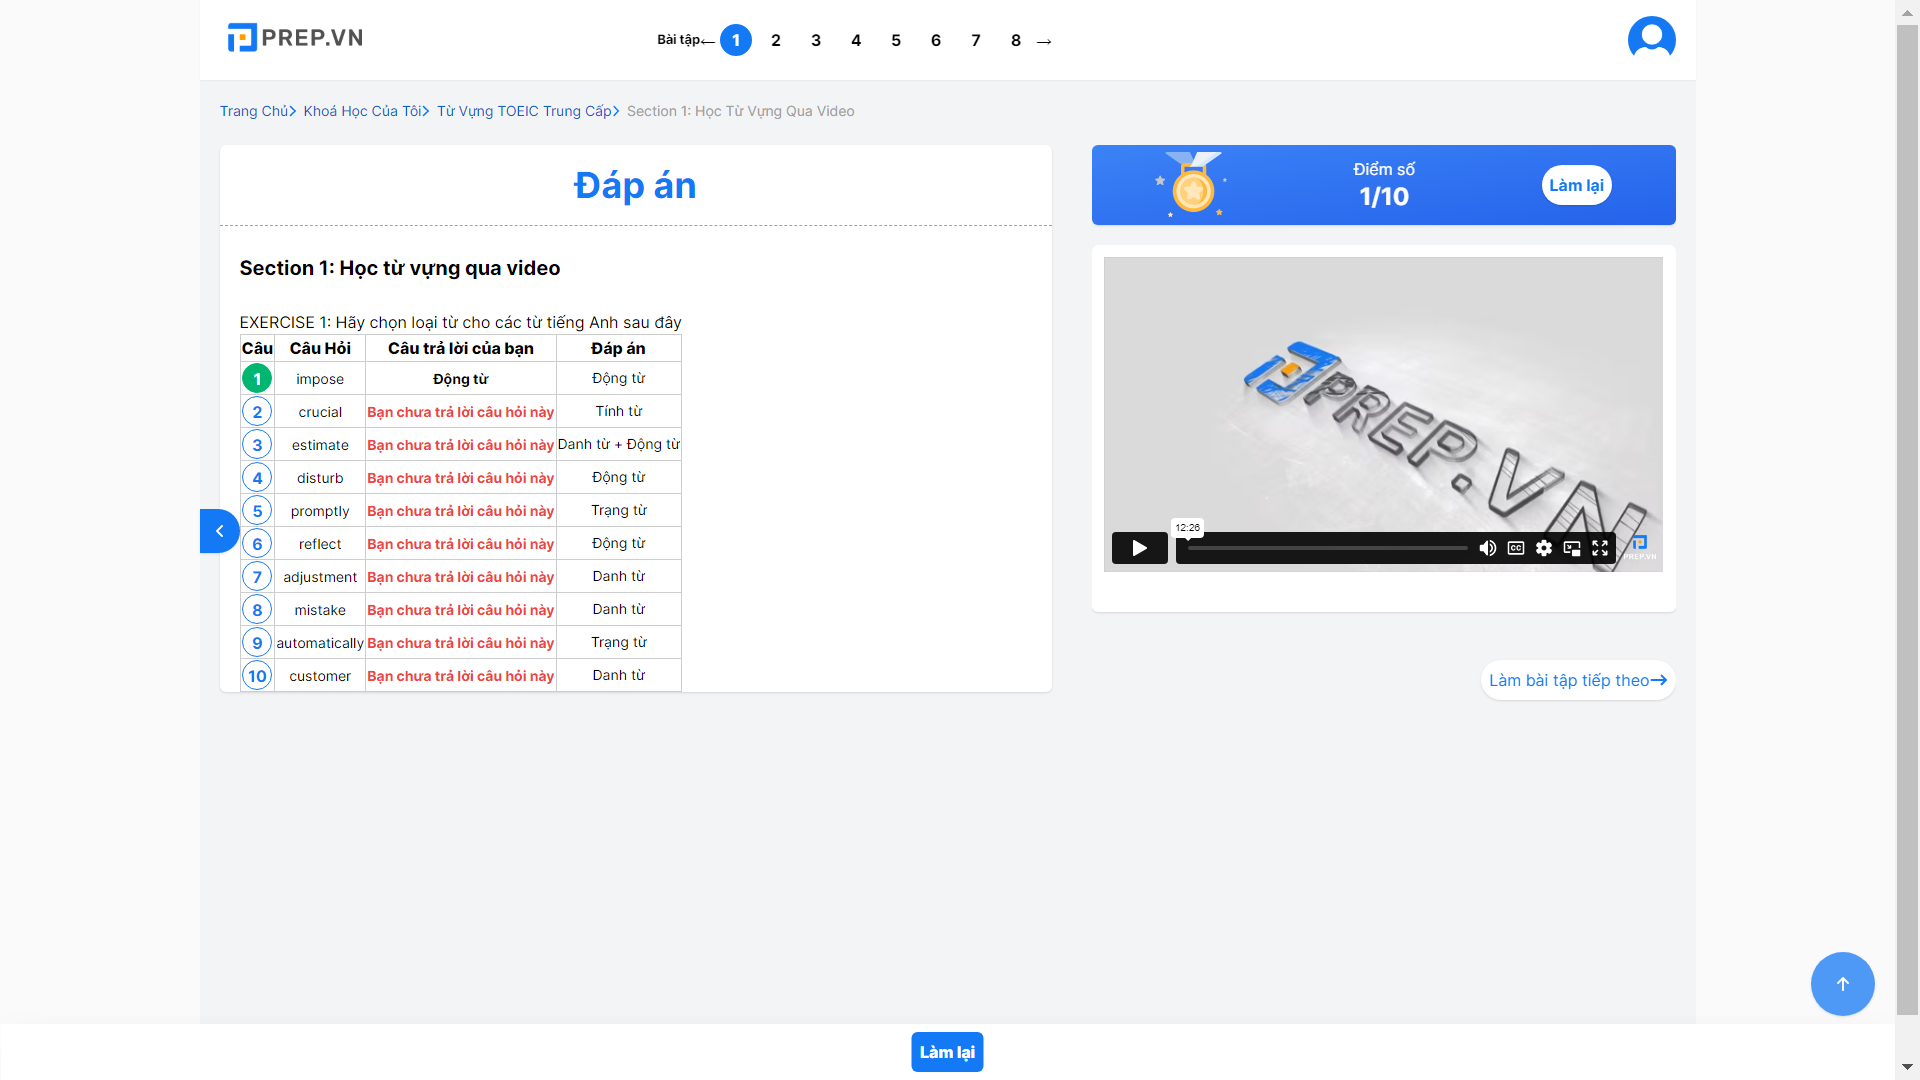 PREP.VN
Bài tập← 1 2 3 4 5 6 7 8 →
Trang Chủ> Khoá Học Của Tôi> Từ Vựng TOEIC Trung Cấp> Section 1: Học Từ Vựng Qua Video
Đáp án
Section 1: Học từ vựng qua video
EXERCISE 1: Hãy chọn loại từ cho các từ tiếng Anh sau đây
Câu Câu Hỏi Câu trả lời của bạn Đáp án
1 impose Động từ Động từ
2 crucial Bạn chưa trả lời câu hỏi này Tính từ
3 estimate Bạn chưa trả lời câu hỏi này Danh từ + Động từ
4 disturb Bạn chưa trả lời câu hỏi này Động từ
5 promptly Bạn chưa trả lời câu hỏi này Trạng từ
6 reflect Bạn chưa trả lời câu hỏi này Động từ
7 adjustment Bạn chưa trả lời câu hỏi này Danh từ
8 mistake Bạn chưa trả lời câu hỏi này Danh từ
9 automatically Bạn chưa trả lời câu hỏi này Trạng từ
10 customer Bạn chưa trả lời câu hỏi này Danh từ
Điểm số
1/10
Làm lại
PREP.VN
12:26
CC
PREP.VN
Làm bài tập tiếp theo→
Làm lại